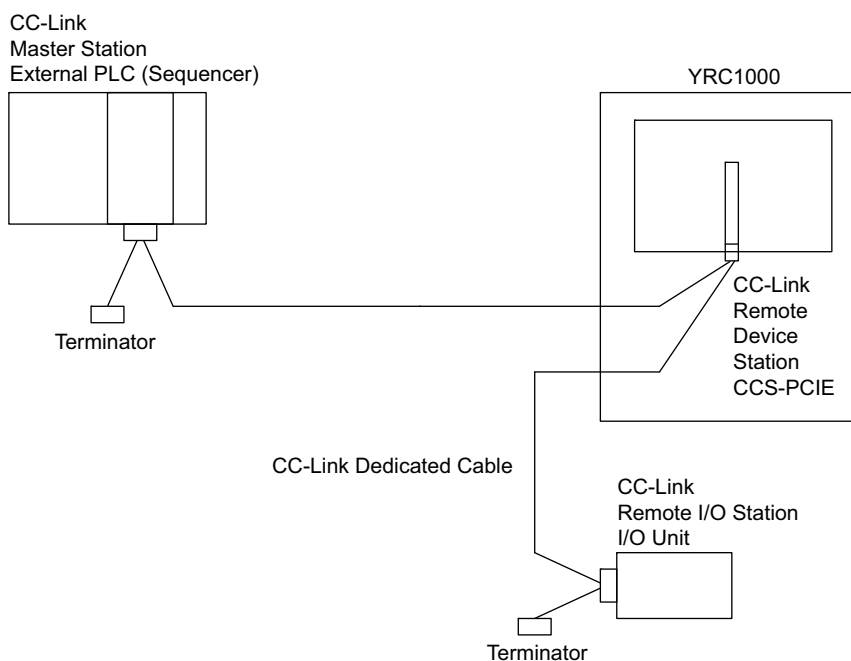 CC-Link
Master Station
External PLC (Sequencer)
YRC1000
Terminator
CC-Link
Remote
Device
Station
CCS-PCIE
CC-Link Dedicated Cable
CC-Link
Remote I/O Station
I/O Unit
Terminator